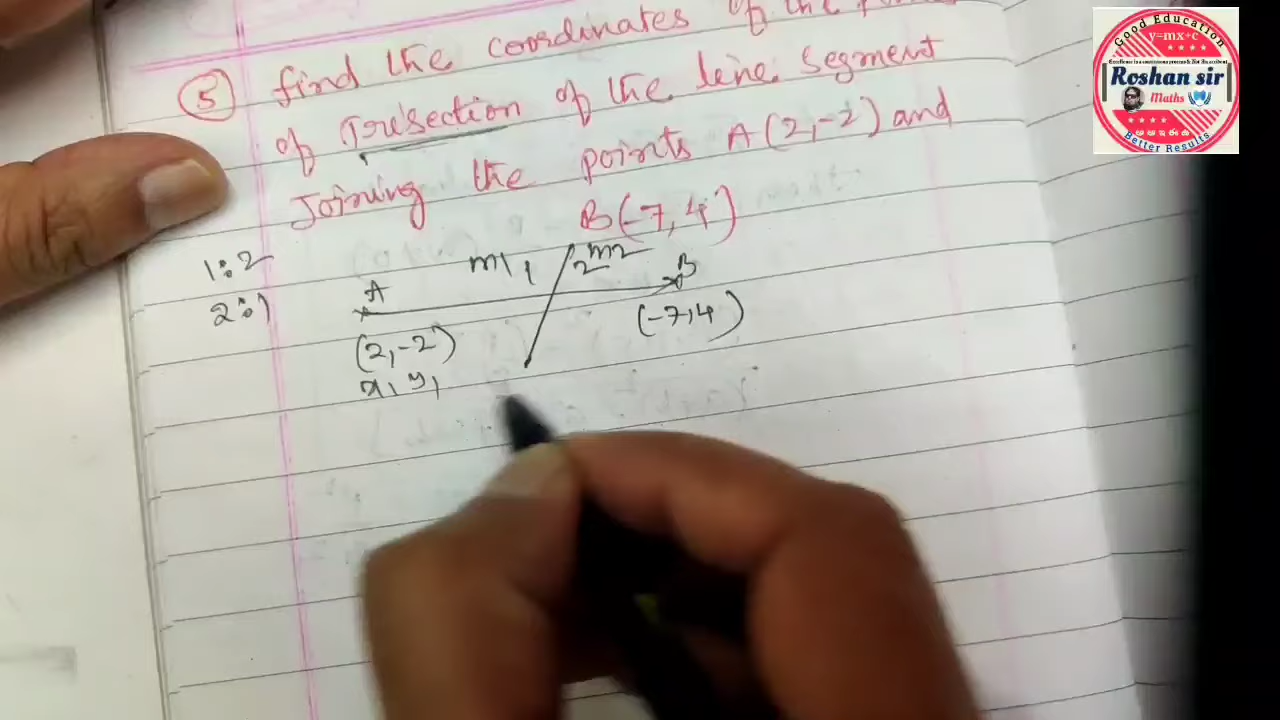 ⑤ find the coordinates of the
of Trisection of the line segment
Joining the points A(2,-2) and
B(-7,4)
1:2
2:1
A
m1 1
2 m2
B
(2,-2)
x1 y1
(-7,4)
Good Education
y=mx+c
Roshan sir
Maths
Better Results